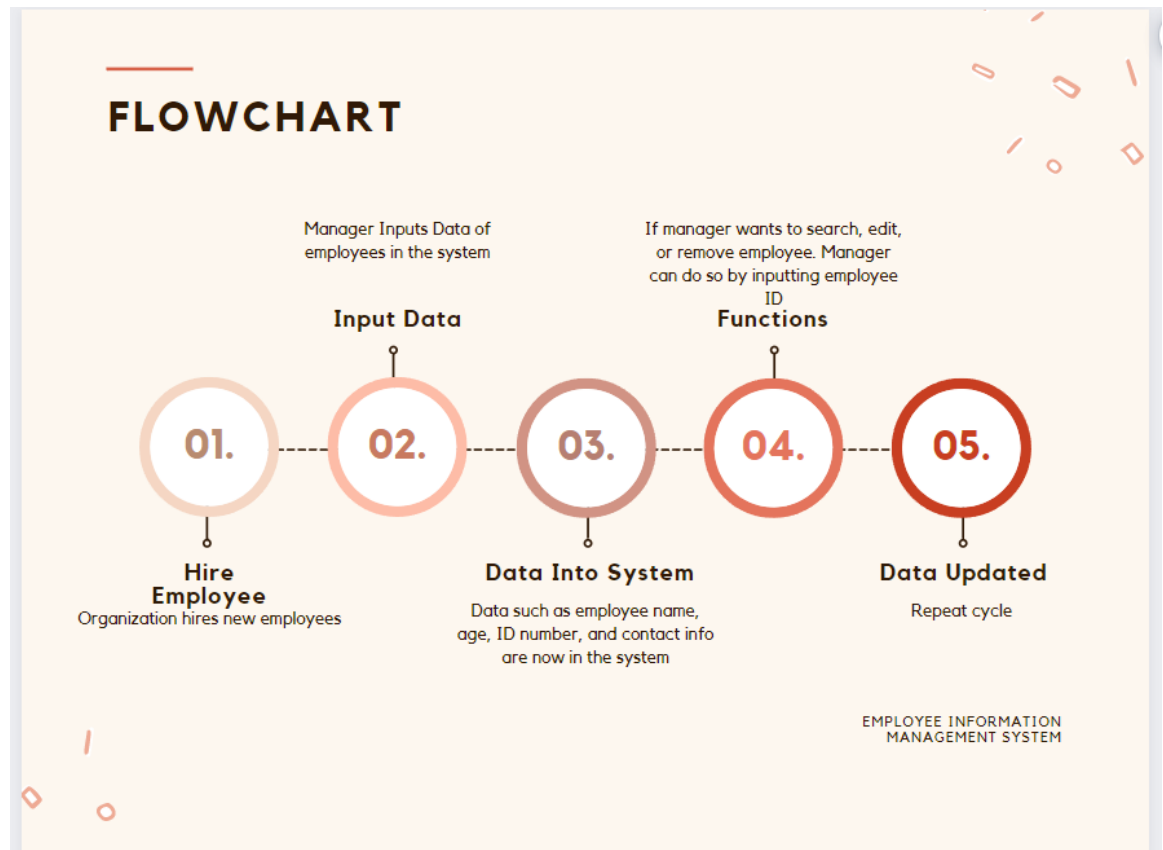 FLOWCHART
Manager Inputs Data of
employees in the system
Input Data
If manager wants to search, edit,
or remove employee. Manager
can do so by inputting employee
ID
Functions
01.
02.
03.
04.
05.
Hire
Employee
Organization hires new employees
Data Into System
Data such as employee name,
age, ID number, and contact info
are now in the system
Data Updated
Repeat cycle
EMPLOYEE INFORMATION
MANAGEMENT SYSTEM